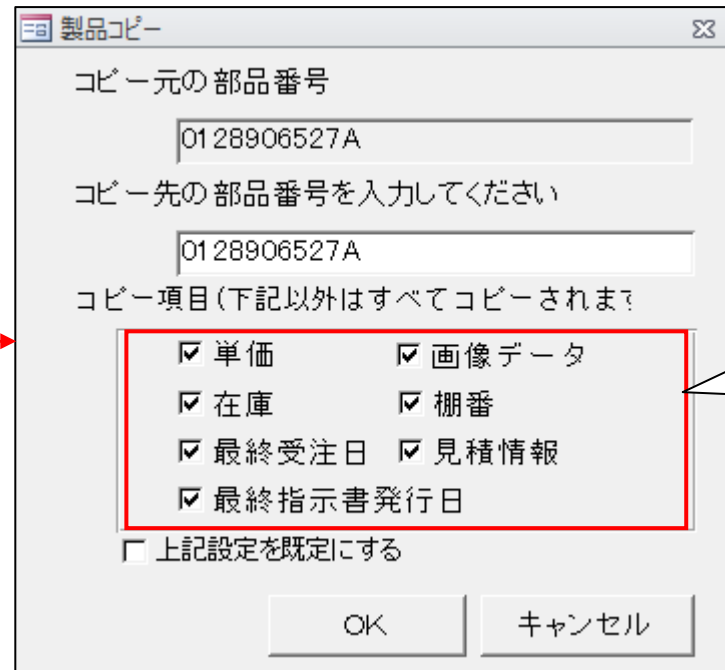 製品コピー
コピー元の部品番号
0128906527A
コピー先の部品番号を入力してください
0128906527A
コピー項目(下記以外はすべてコピーされます
単価 画像データ
在庫 棚番
最終受注日 見積情報
最終指示書発行日
上記設定を既定にする
OK キャンセル